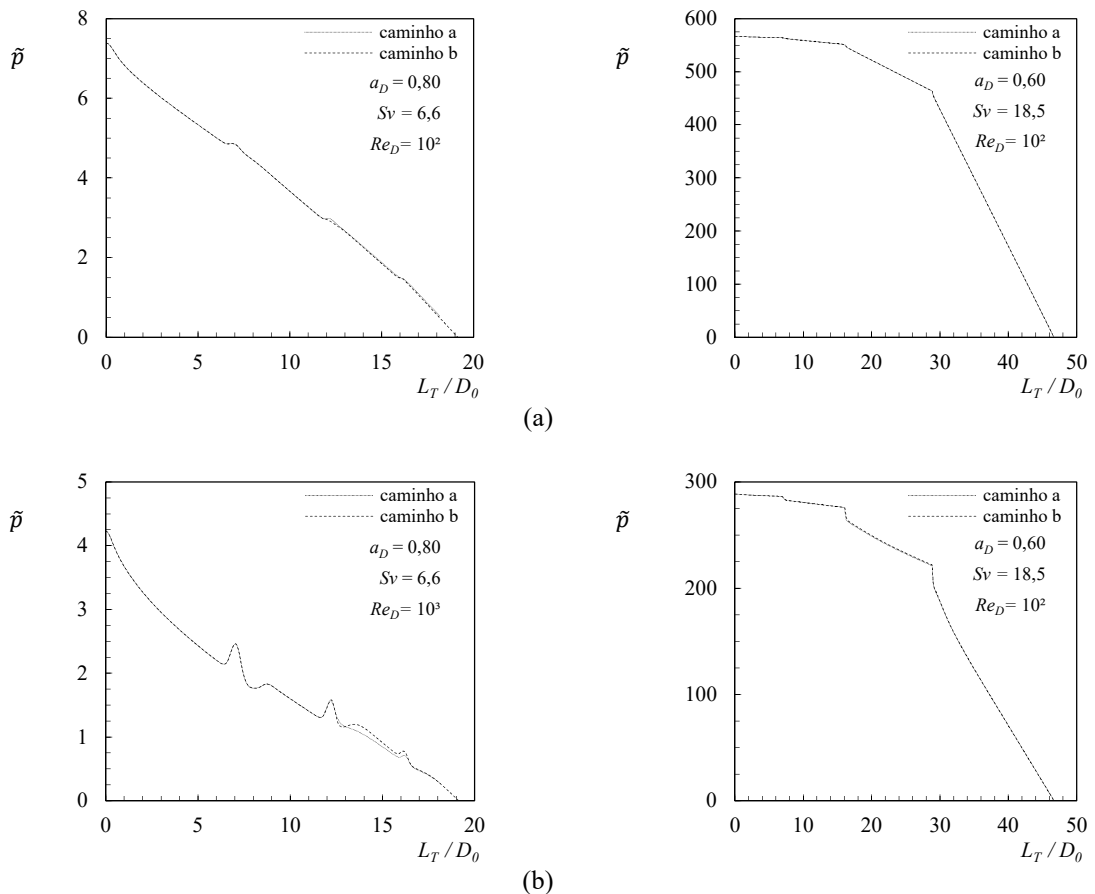 8
6
4
2
0
p̃
caminho a
caminho b
a_D = 0,80
Sv = 6,6
Re_D = 10²
0 5 10 15 20
L_T / D_0
600
500
400
300
200
100
0
p̃
caminho a
caminho b
a_D = 0,60
Sv = 18,5
Re_D = 10²
0 10 20 30 40 50
L_T / D_0
(a)
5
4
3
2
1
0
p̃
caminho a
caminho b
a_D = 0,80
Sv = 6,6
Re_D = 10³
0 5 10 15 20
L_T / D_0
300
200
100
0
p̃
caminho a
caminho b
a_D = 0,60
Sv = 18,5
Re_D = 10²
0 10 20 30 40 50
L_T / D_0
(b)